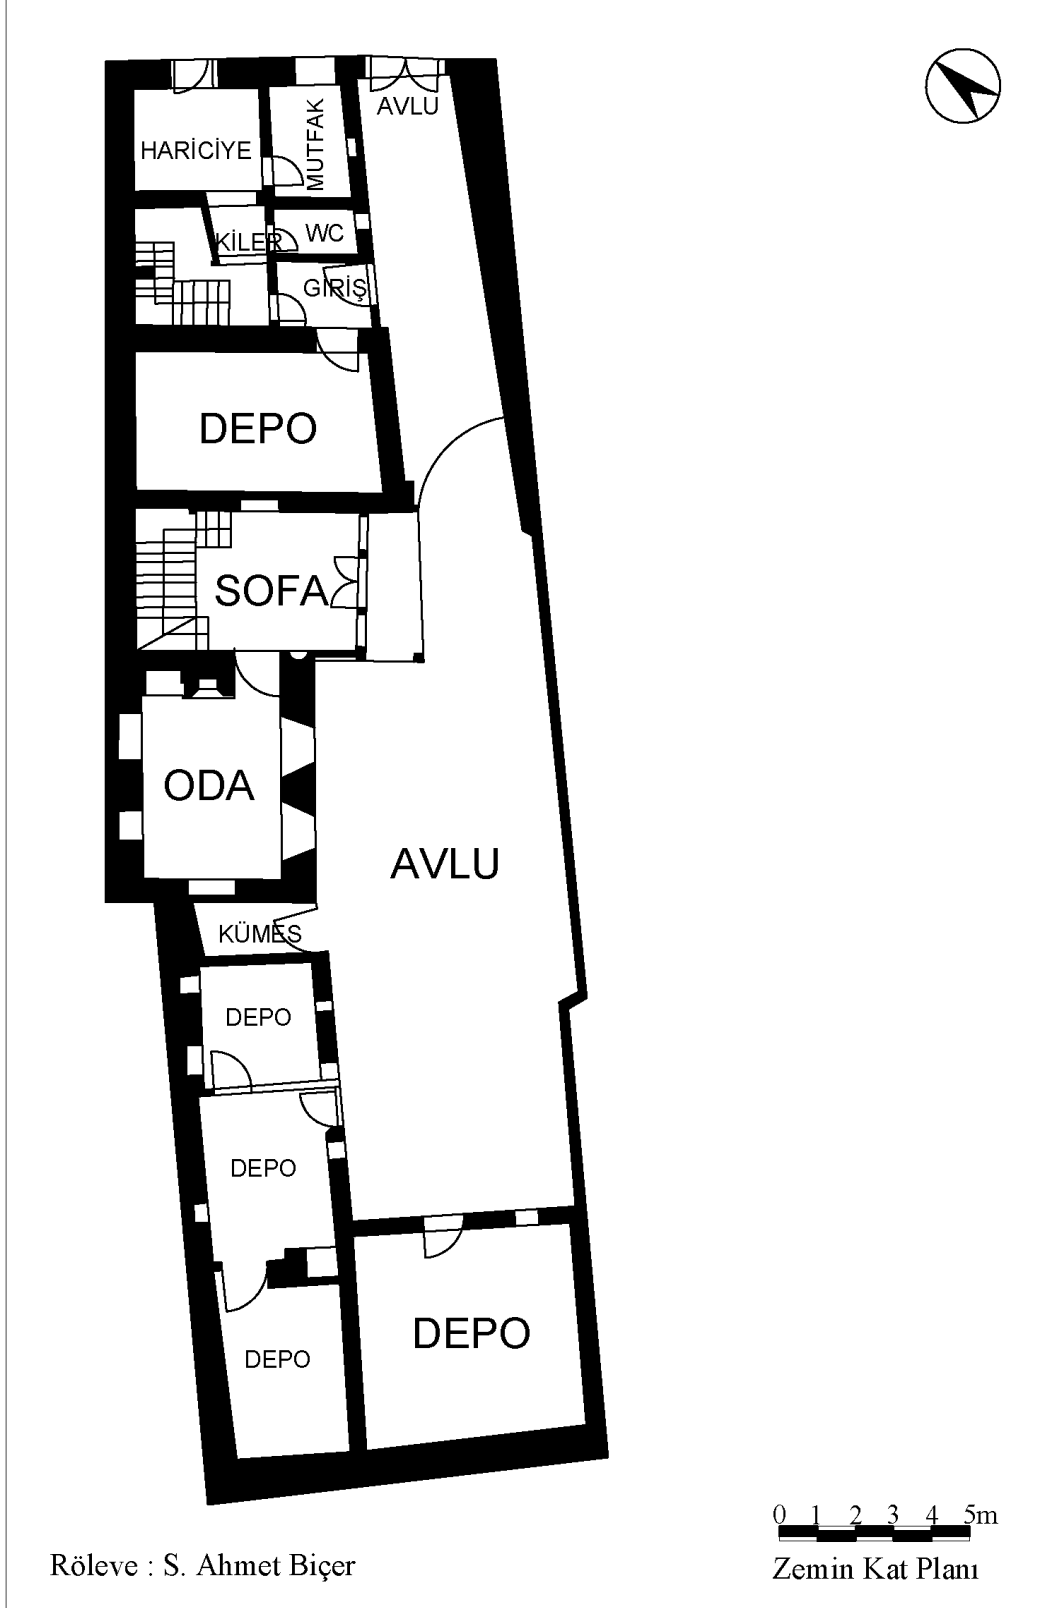 AVLU
HARİCİYE
MUTFAK
KİLER
WC
GİRİŞ
DEPO
SOFA
ODA
AVLU
KÜMES
DEPO
DEPO
DEPO
DEPO
0 1 2 3 4 5m
Röleve : S. Ahmet Biçer
Zemin Kat Planı